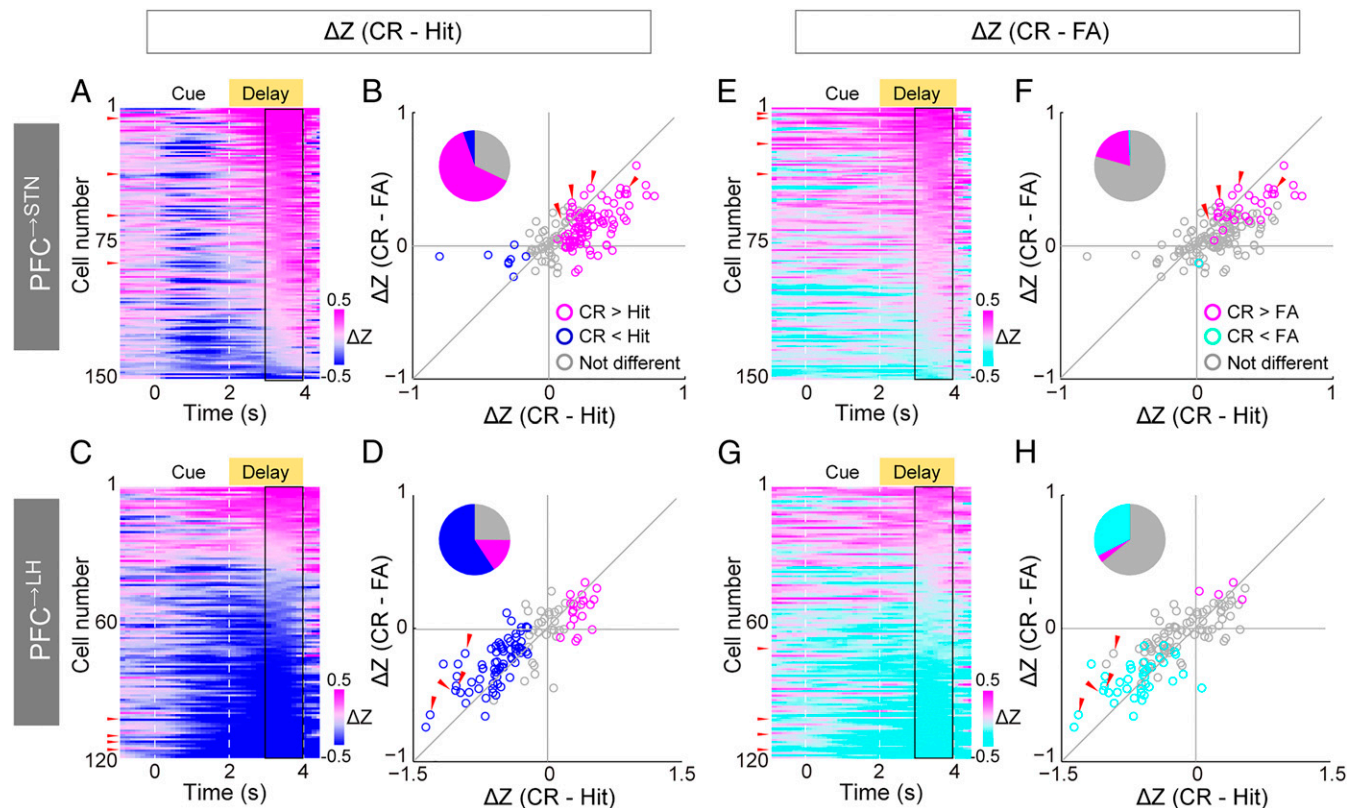 ΔZ (CR - Hit)
ΔZ (CR - FA)
PFC→STN
A
Cue
Delay
1
75
150
Cell number
0
2
4
Time (s)
0.5
ΔZ
-0.5
B
1
0
−1
ΔZ (CR - FA)
CR > Hit
CR < Hit
Not different
−1
0
1
ΔZ (CR - Hit)
E
Cue
Delay
1
75
150
Cell number
0
2
4
Time (s)
0.5
ΔZ
-0.5
F
1
0
−1
ΔZ (CR - FA)
CR > FA
CR < FA
Not different
−1
0
1
ΔZ (CR - Hit)
PFC→LH
C
Cue
Delay
1
60
120
Cell number
0
2
4
Time (s)
0.5
ΔZ
-0.5
D
1
0
−1
ΔZ (CR - FA)
−1.5
0
1.5
ΔZ (CR - Hit)
G
Cue
Delay
1
60
120
Cell number
0
2
4
Time (s)
0.5
ΔZ
-0.5
H
1
0
−1
ΔZ (CR - FA)
−1.5
0
1.5
ΔZ (CR - Hit)